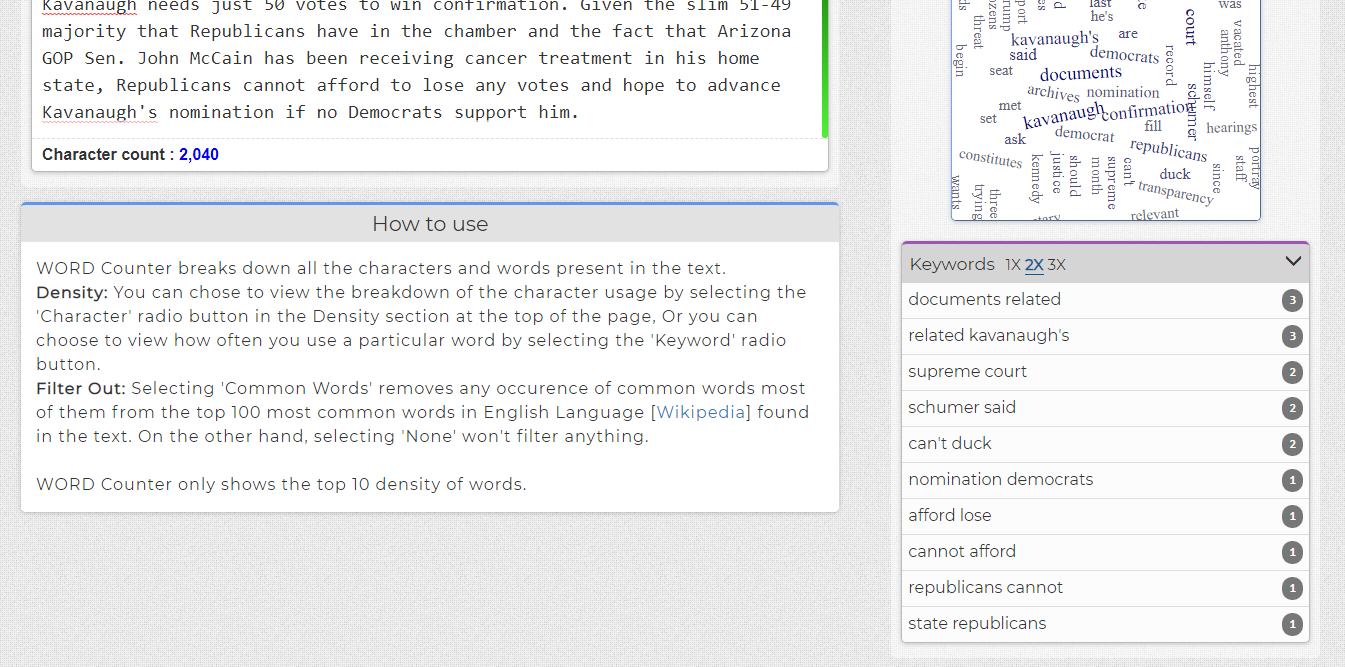 Kavanaugh needs just 50 votes to win confirmation. Given the slim 51-49
majority that Republicans have in the chamber and the fact that Arizona
GOP Sen. John McCain has been receiving cancer treatment in his home
state, Republicans cannot afford to lose any votes and hope to advance
Kavanaugh's nomination if no Democrats support him.
Character count : 2,040
How to use
WORD Counter breaks down all the characters and words present in the text.
Density: You can chose to view the breakdown of the character usage by selecting the
'Character' radio button in the Density section at the top of the page, Or you can
choose to view how often you use a particular word by selecting the 'Keyword' radio
button.
Filter Out: Selecting 'Common Words' removes any occurence of common words most
of them from the top 100 most common words in English Language [Wikipedia] found
in the text. On the other hand, selecting 'None' won't filter anything.
WORD Counter only shows the top 10 density of words.
last
was
he's
threat
court
vacated
anthony
kavanaugh's
are
said
democrats
begin
record
seat
documents
himself
highest
archives
nomination
schumer
met
kavanaugh
confirmation
set
fill
hearings
ask
democrat
republicans
constitutes
kennedy
justice
should
month
supreme
can't
duck
since
staff
portray
transparency
wants
trying
three
relevant
Keywords 1X 2X 3X
documents related 3
related kavanaugh's 3
supreme court 2
schumer said 2
can't duck 2
nomination democrats 1
afford lose 1
cannot afford 1
republicans cannot 1
state republicans 1